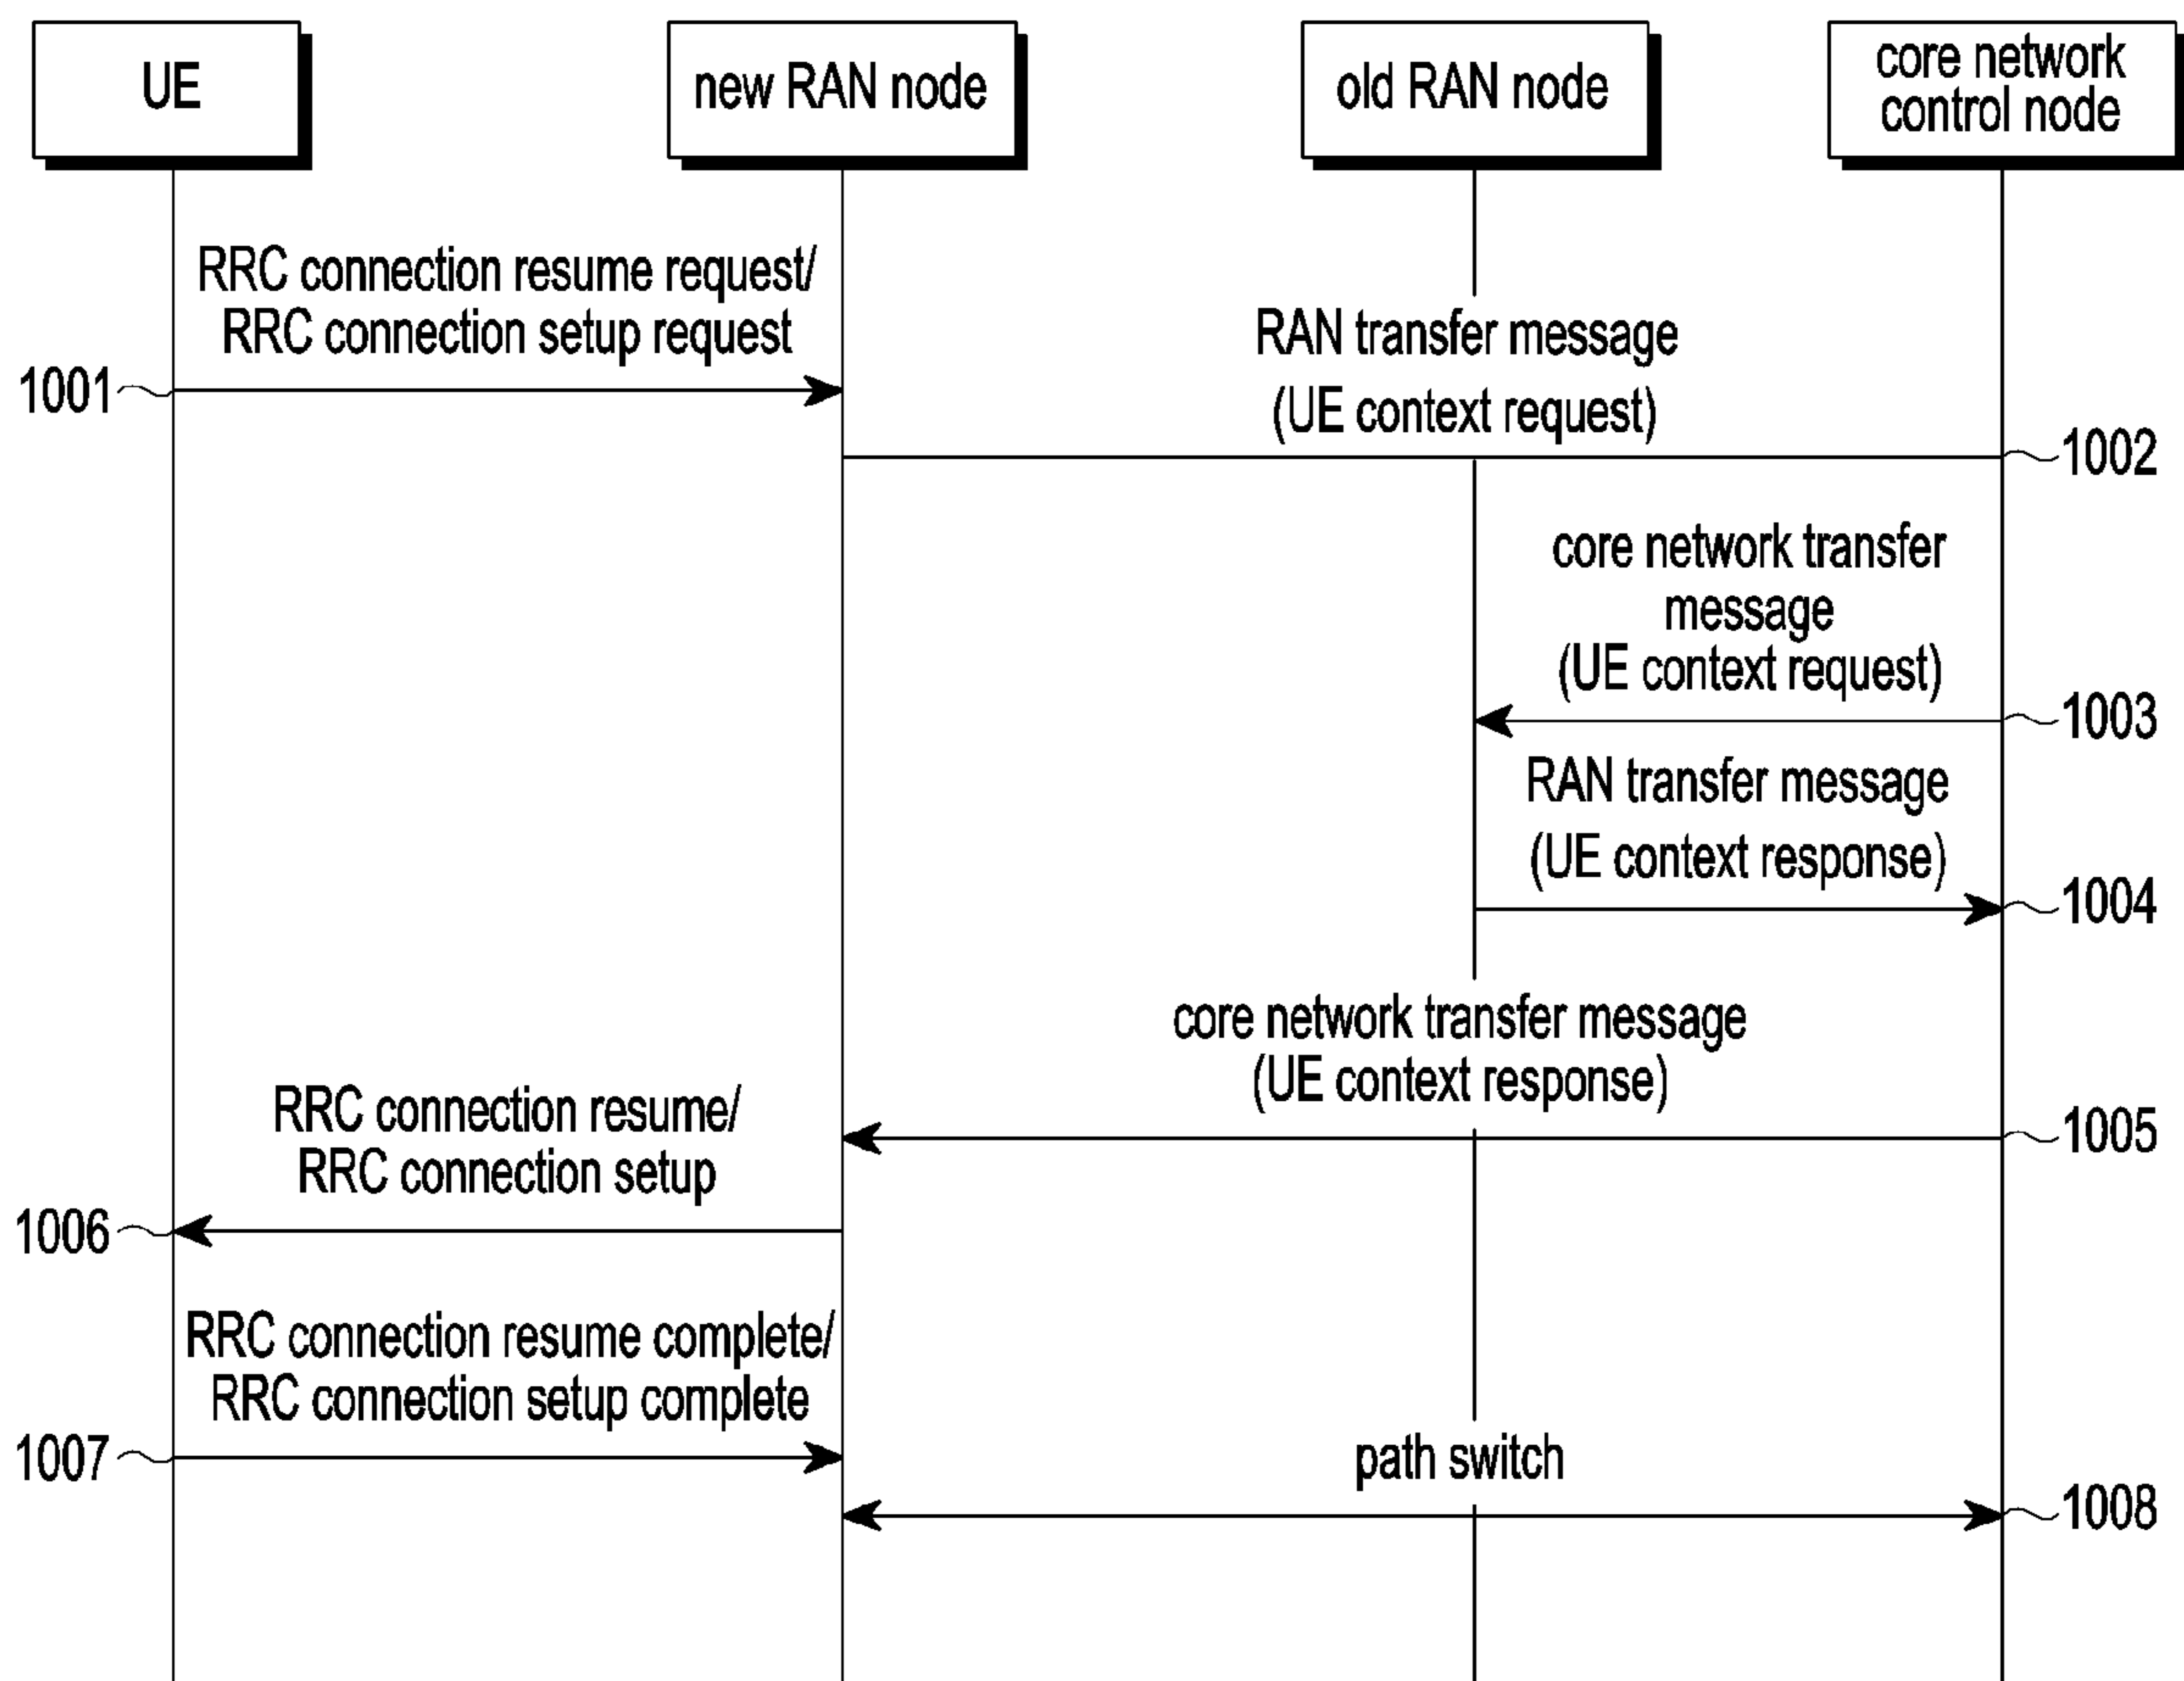 UE
new RAN node
old RAN node
core network
control node
RRC connection resume request/
RRC connection setup request
1001
RAN transfer message
(UE context request)
1002
core network transfer
message
(UE context request)
1003
RAN transfer message
(UE context response)
1004
core network transfer message
(UE context response)
1005
RRC connection resume/
RRC connection setup
1006
RRC connection resume complete/
RRC connection setup complete
1007
path switch
1008